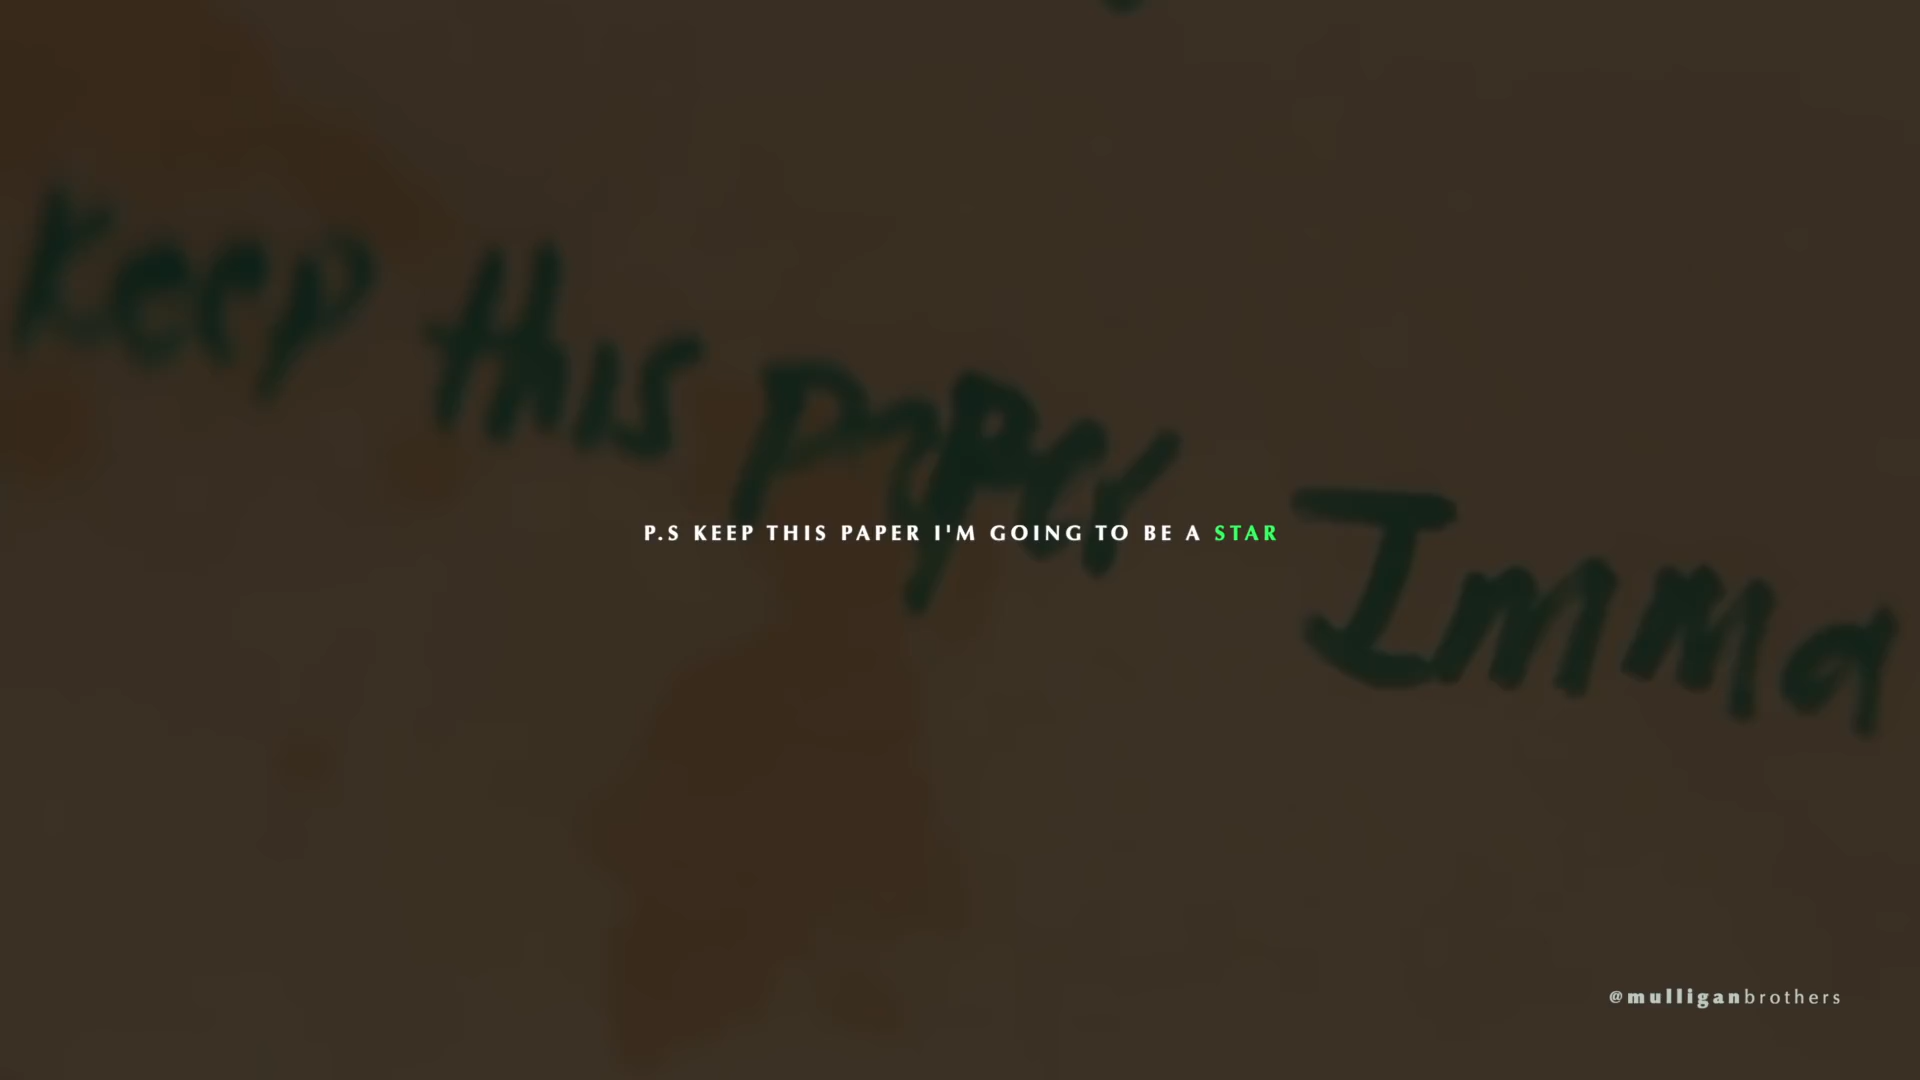 Keep this paper Imma
P.S KEEP THIS PAPER I'M GOING TO BE A STAR
@mulliganbrothers